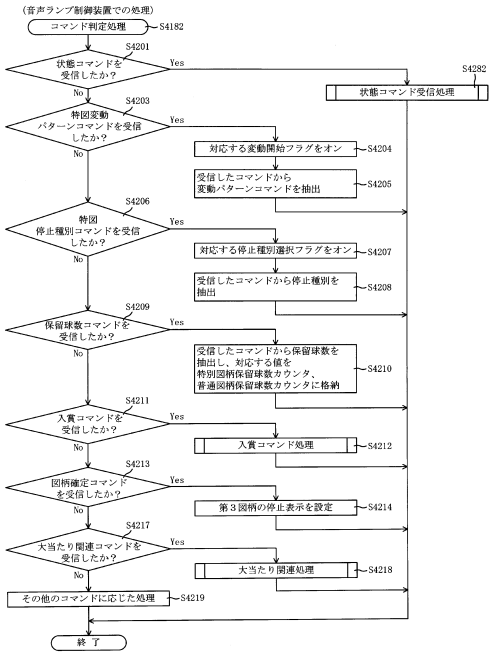 (音声ランプ制御装置での処理)
コマンド判定処理
S4182
S4201
状態コマンドを
受信したか?
Yes
No
S4282
状態コマンド受信処理
S4203
特図変動
パターンコマンドを受信
したか?
Yes
No
対応する変動開始フラグをオン
S4204
受信したコマンドから
変動パターンコマンドを抽出
S4205
S4206
特図
停止種別コマンドを受信
したか?
Yes
No
対応する停止種別選択フラグをオン
S4207
受信したコマンドから停止種別を
抽出
S4208
S4209
保留球数コマンドを
受信したか?
Yes
No
受信したコマンドから保留球数を
抽出し、対応する値を
特別図柄保留球数カウンタ、
普通図柄保留球数カウンタに格納
S4210
S4211
入賞コマンドを
受信したか?
Yes
No
入賞コマンド処理
S4212
S4213
図柄確定コマンド
を受信したか?
Yes
No
第3図柄の停止表示を設定
S4214
S4217
大当たり関連コマンドを
受信したか?
Yes
No
大当たり関連処理
S4218
その他のコマンドに応じた処理
S4219
終了